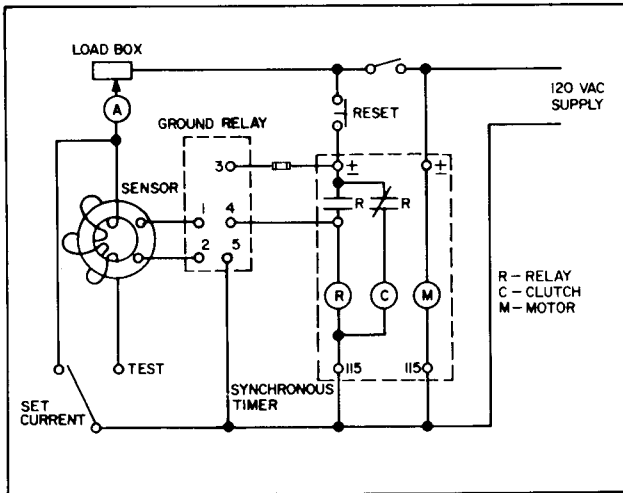 LOAD BOX
A
120 VAC
SUPPLY
RESET
GROUND RELAY
3
±
±
SENSOR
R
R
1
4
2
5
R
C
M
R – RELAY
C – CLUTCH
M – MOTOR
TEST
115
115
SYNCHRONOUS
TIMER
SET
CURRENT